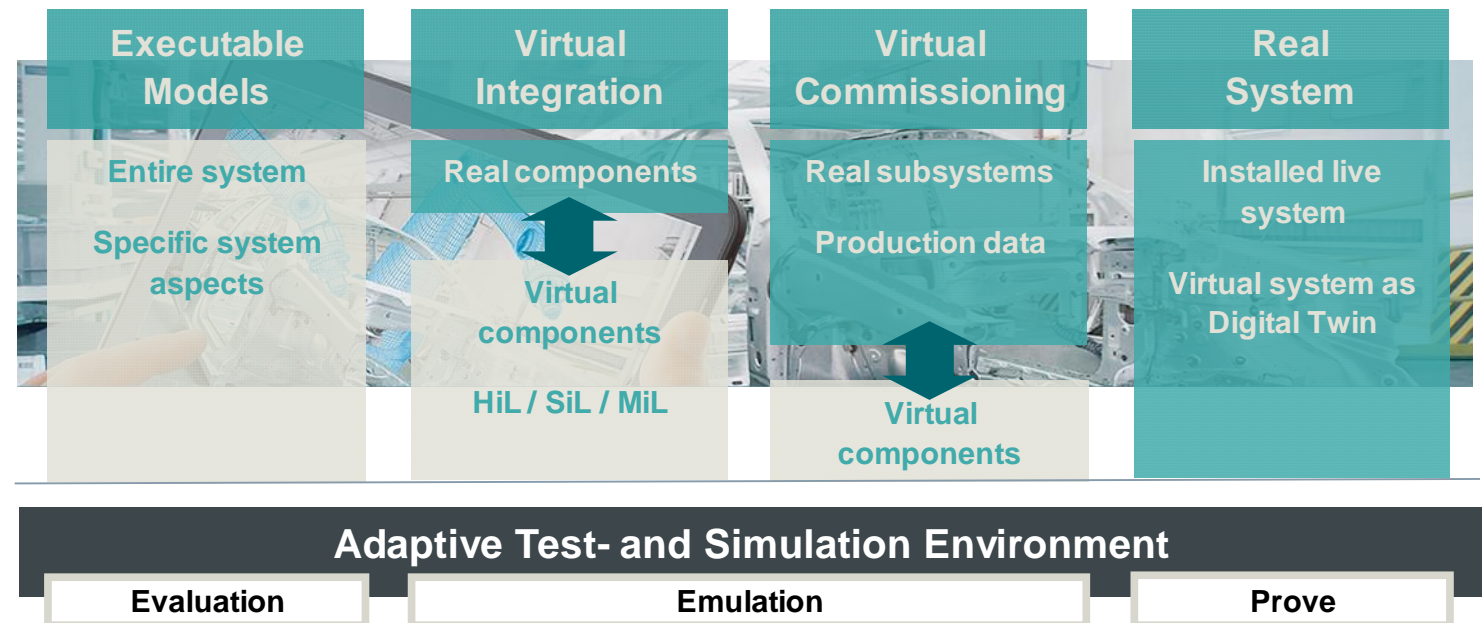 Executable
Models
Entire system
Specific system
aspects
Virtual
Integration
Real components
Virtual
components
HiL / SiL / MiL
Virtual
Commissioning
Real subsystems
Production data
Virtual
components
Real
System
Installed live
system
Virtual system as
Digital Twin
Adaptive Test- and Simulation Environment
Evaluation
Emulation
Prove